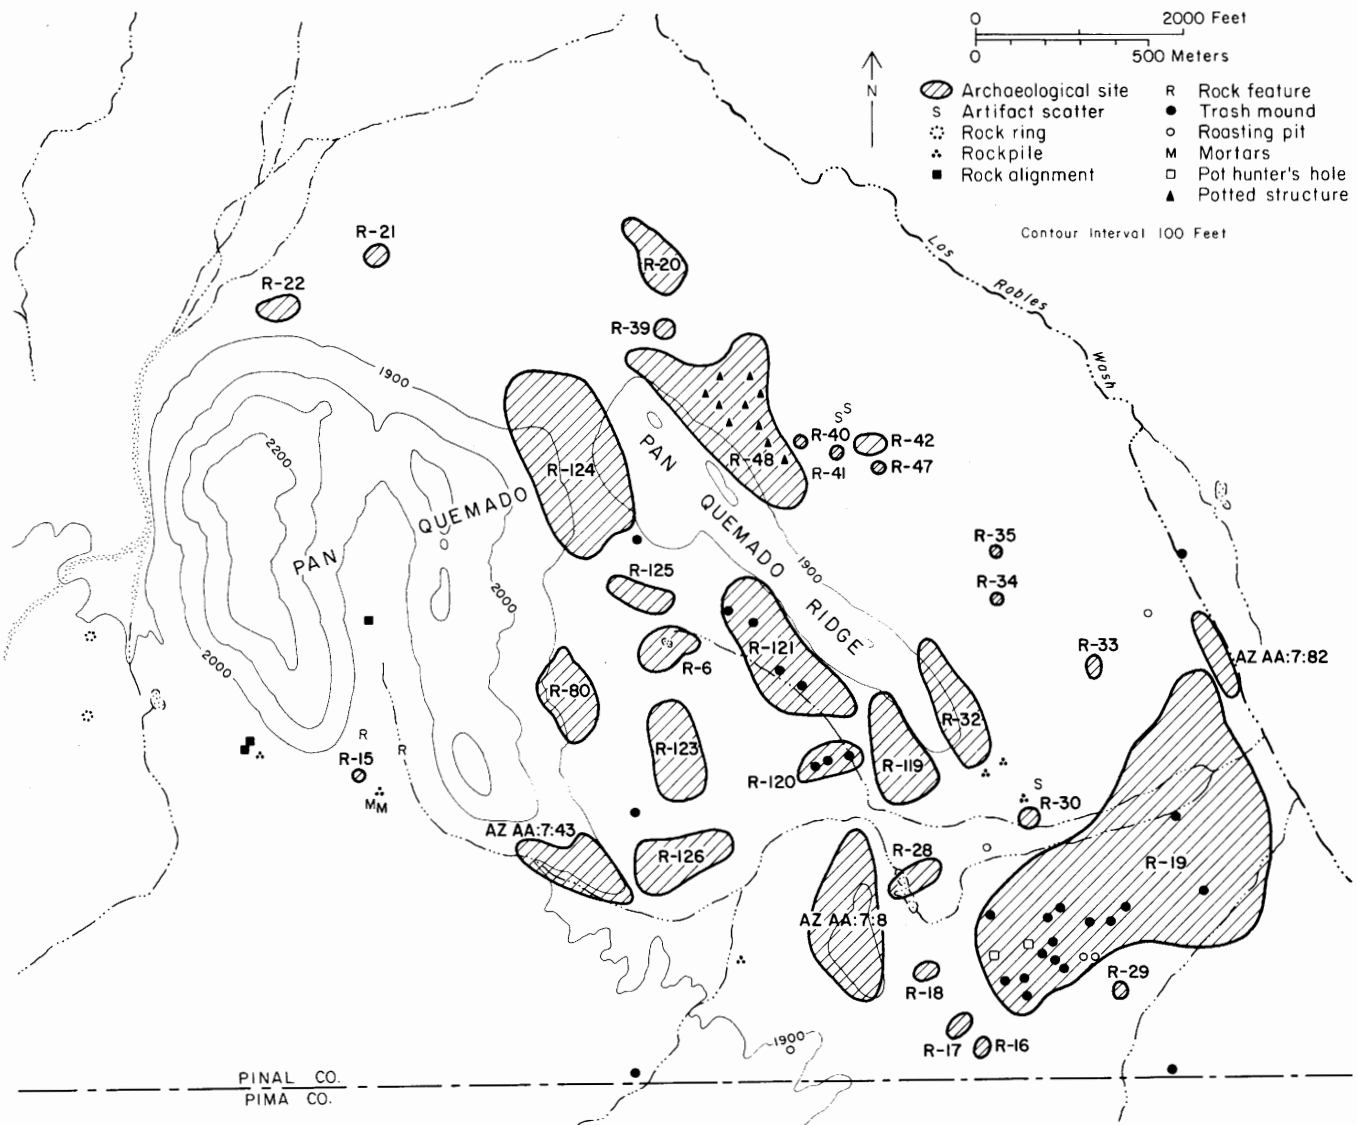 0 2000 Feet
0 500 Meters
N
Archaeological site
S Artifact scatter
Rock ring
Rockpile
Rock alignment
R Rock feature
Trash mound
Roasting pit
M Mortars
Pot hunter's hole
Potted structure
Contour Interval 100 Feet
Los Robles Wash
R-21
R-22
R-20
R-39
1900
2200
R-124
PAN QUEMADO
PAN QUEMADO RIDGE
R-48
S S
R-40
R-42
R-41
R-47
R-35
1900
R-34
R-125
2000
R-121
R-6
R-33
AZ AA:7:82
2000
R-80
R-32
R
R
R-123
R-15
R-119
R-120
S
R-30
M M
AZ AA:7:43
R-126
R-28
R-19
AZ AA:7:8
R-29
R-18
1900
R-17
R-16
PINAL CO.
PIMA CO.